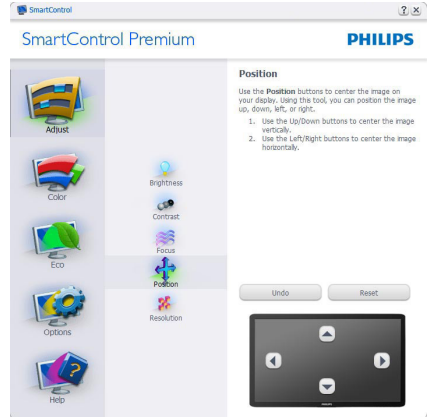 SmartControl
SmartControl Premium
PHILIPS
Adjust
Color
Eco
Options
Help
Brightness
Contrast
Focus
Position
Resolution
Position
Use the Position buttons to center the image on
your display. Using this tool, you can position the image
up, down, left, or right.
1. Use the Up/Down buttons to center the image
vertically.
2. Use the Left/Right buttons to center the image
horizontally.
Undo
Reset
PHILIPS